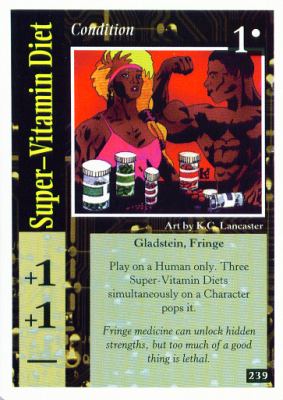 Condition
1•
Super-Vitamin Diet
Art by K.C. Lancaster
+1
+1
—
Gladstein, Fringe
Play on a Human only. Three
Super-Vitamin Diets
simultaneously on a Character
pops it.
Fringe medicine can unlock hidden
strengths, but too much of a good
thing is lethal.
239